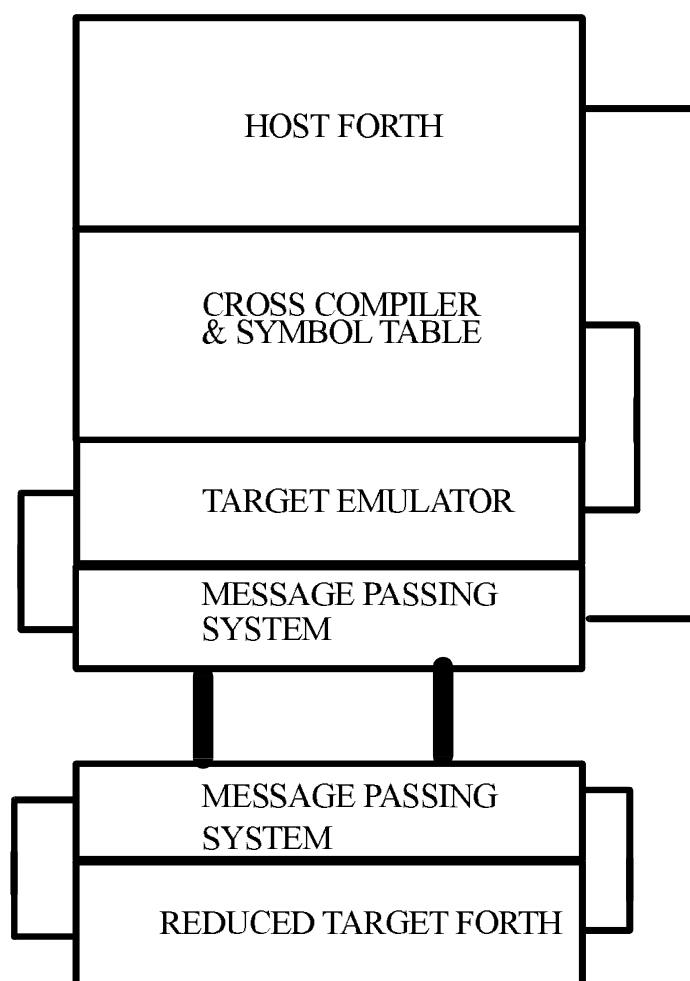 HOST FORTH
CROSS COMPILER
& SYMBOL TABLE
TARGET EMULATOR
MESSAGE PASSING
SYSTEM
MESSAGE PASSING
SYSTEM
REDUCED TARGET FORTH